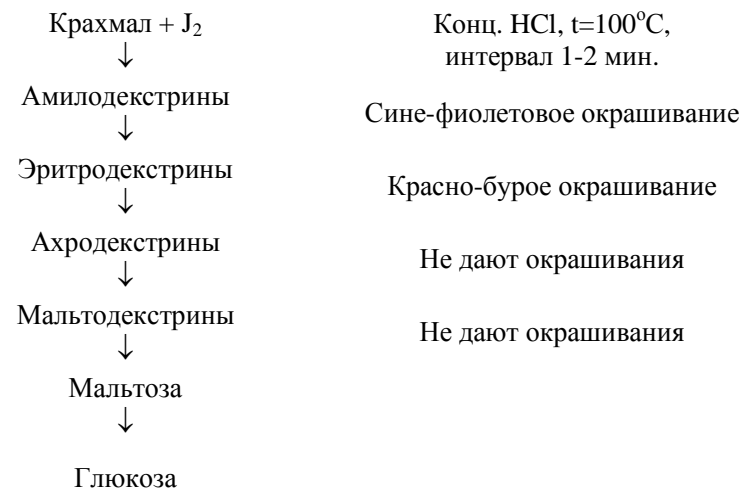 Крахмал + J₂
Конц. HCl, t=100°C,
интервал 1-2 мин.
↓
Амилодекстрины
Сине-фиолетовое окрашивание
↓
Эритродекстрины
Красно-бурое окрашивание
↓
Ахродекстрины
Не дают окрашивания
↓
Мальтодекстрины
Не дают окрашивания
↓
Мальтоза
↓
Глюкоза